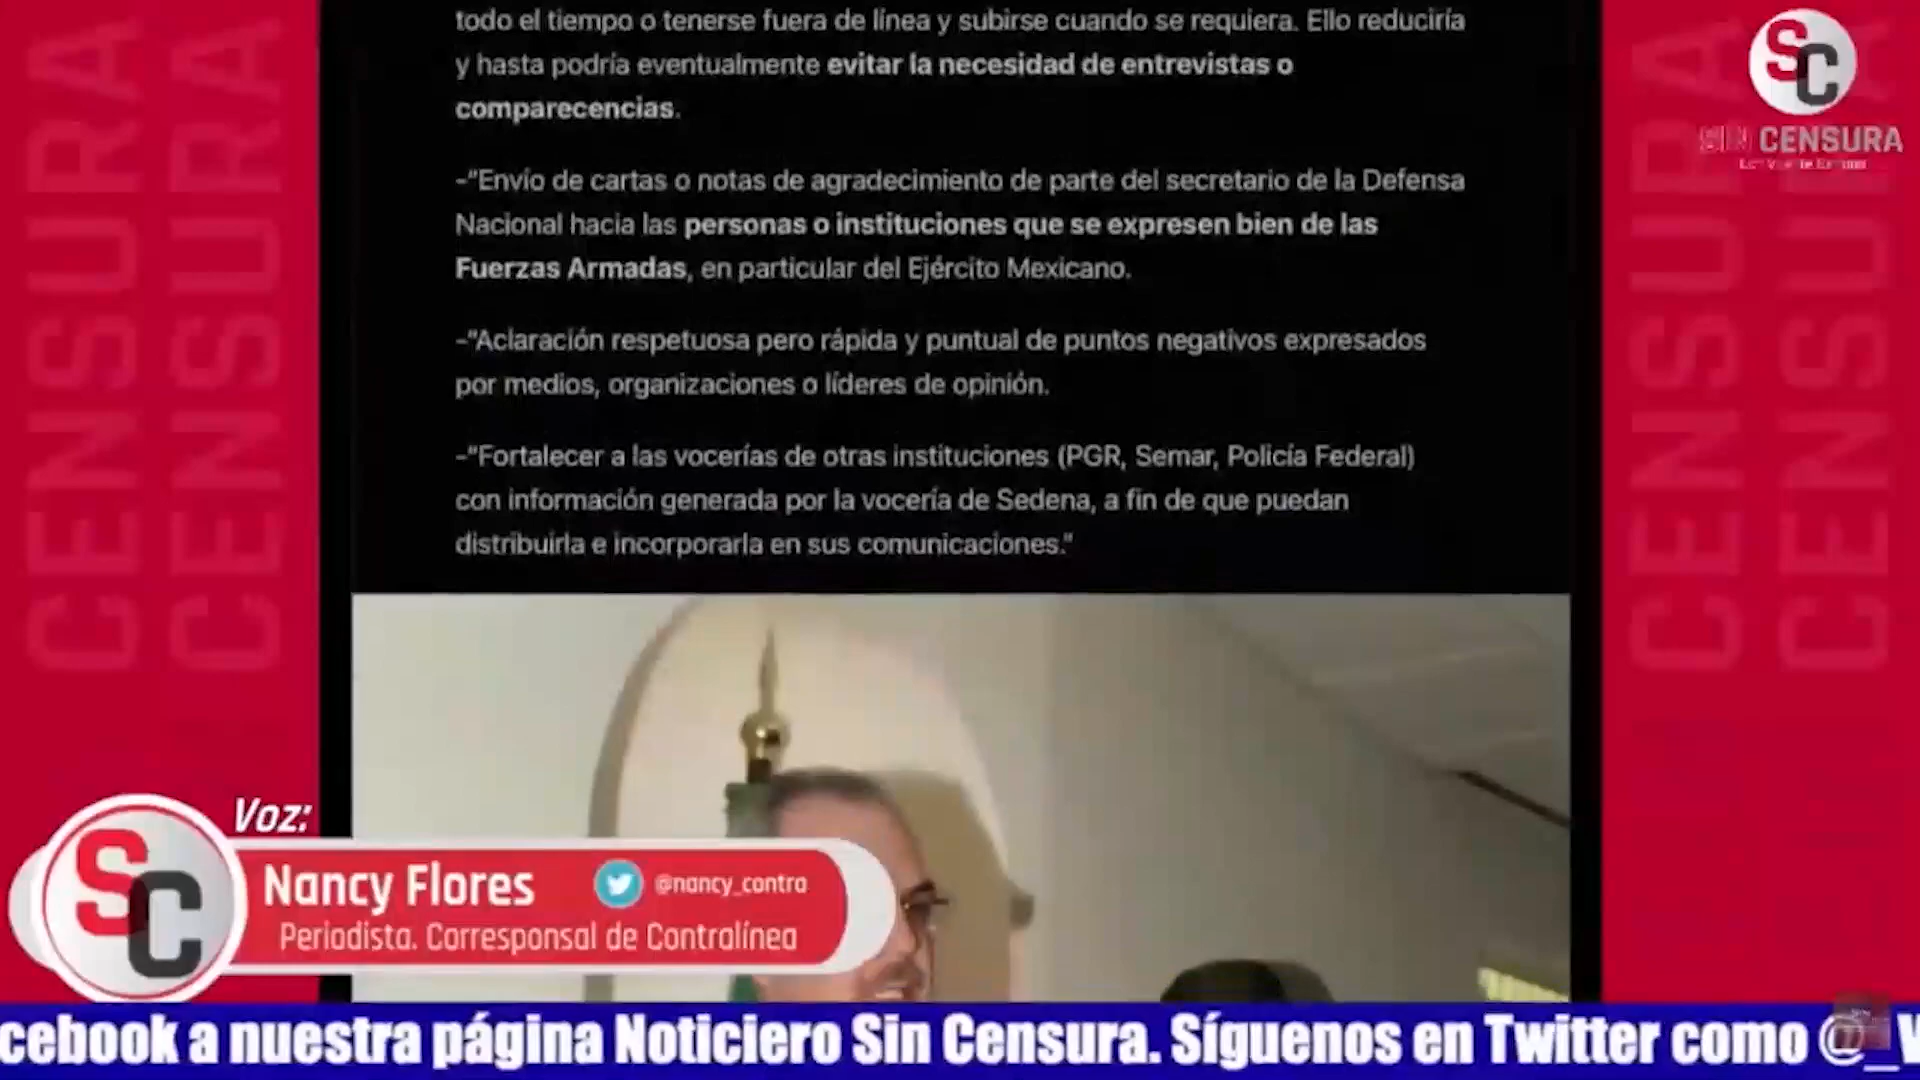 todo el tiempo o tenerse fuera de línea y subirse cuando se requiera. Ello reduciría
y hasta podría eventualmente evitar la necesidad de entrevistas o
comparecencias.
-"Envío de cartas o notas de agradecimiento de parte del secretario de la Defensa
Nacional hacia las personas o instituciones que se expresen bien de las
Fuerzas Armadas, en particular del Ejército Mexicano.
-"Aclaración respetuosa pero rápida y puntual de puntos negativos expresados
por medios, organizaciones o líderes de opinión.
-"Fortalecer a las vocerías de otras instituciones (PGR, Semar, Policía Federal)
con información generada por la vocería de Sedena, a fin de que puedan
distribuirla e incorporarla en sus comunicaciones."
CENSURA
CENSURA
CENSURA
CENSURA
SC
SIN CENSURA
Voz:
SC
Nancy Flores
@nancy_contra
Periodista. Corresponsal de Contralínea
cebook a nuestra página Noticiero Sin Censura. Síguenos en Twitter como @_V